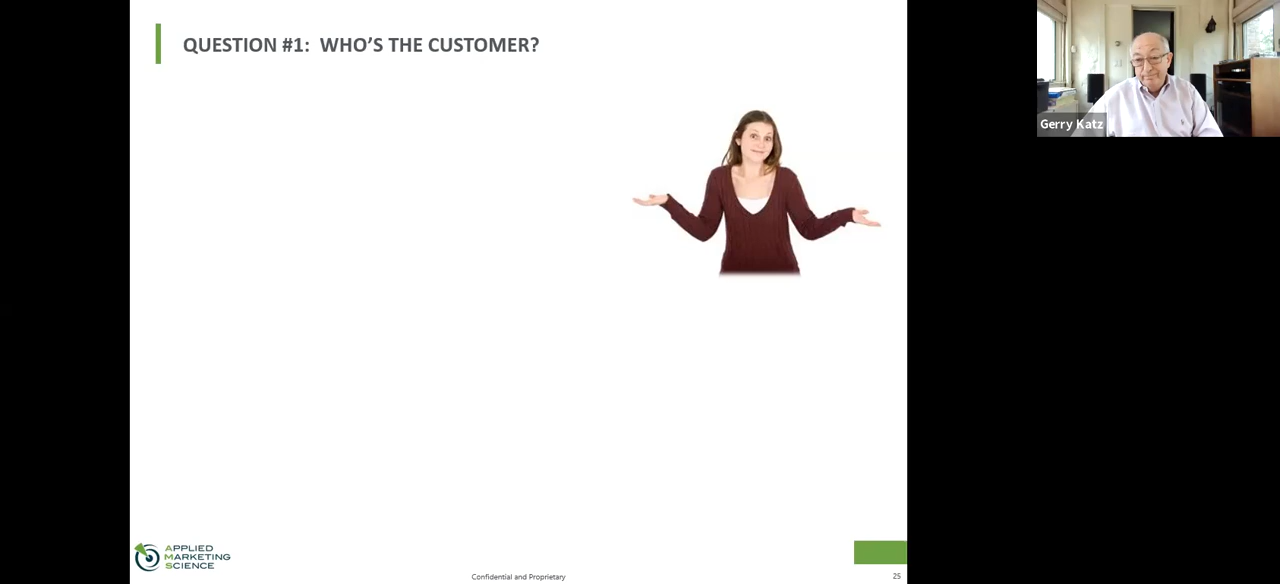 QUESTION #1:  WHO’S THE CUSTOMER?
Gerry Katz
APPLIED
MARKETING
SCIENCE
Confidential and Proprietary
25